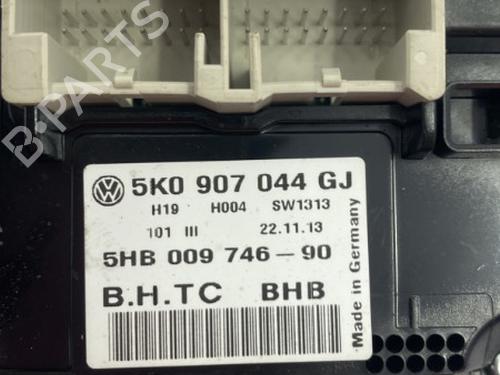 B-PARTS
5K0 907 044 GJ
H19 H004 SW1313
101 III 22.11.13
5HB 009 746-90
B.H.TC BHB
Made in Germany